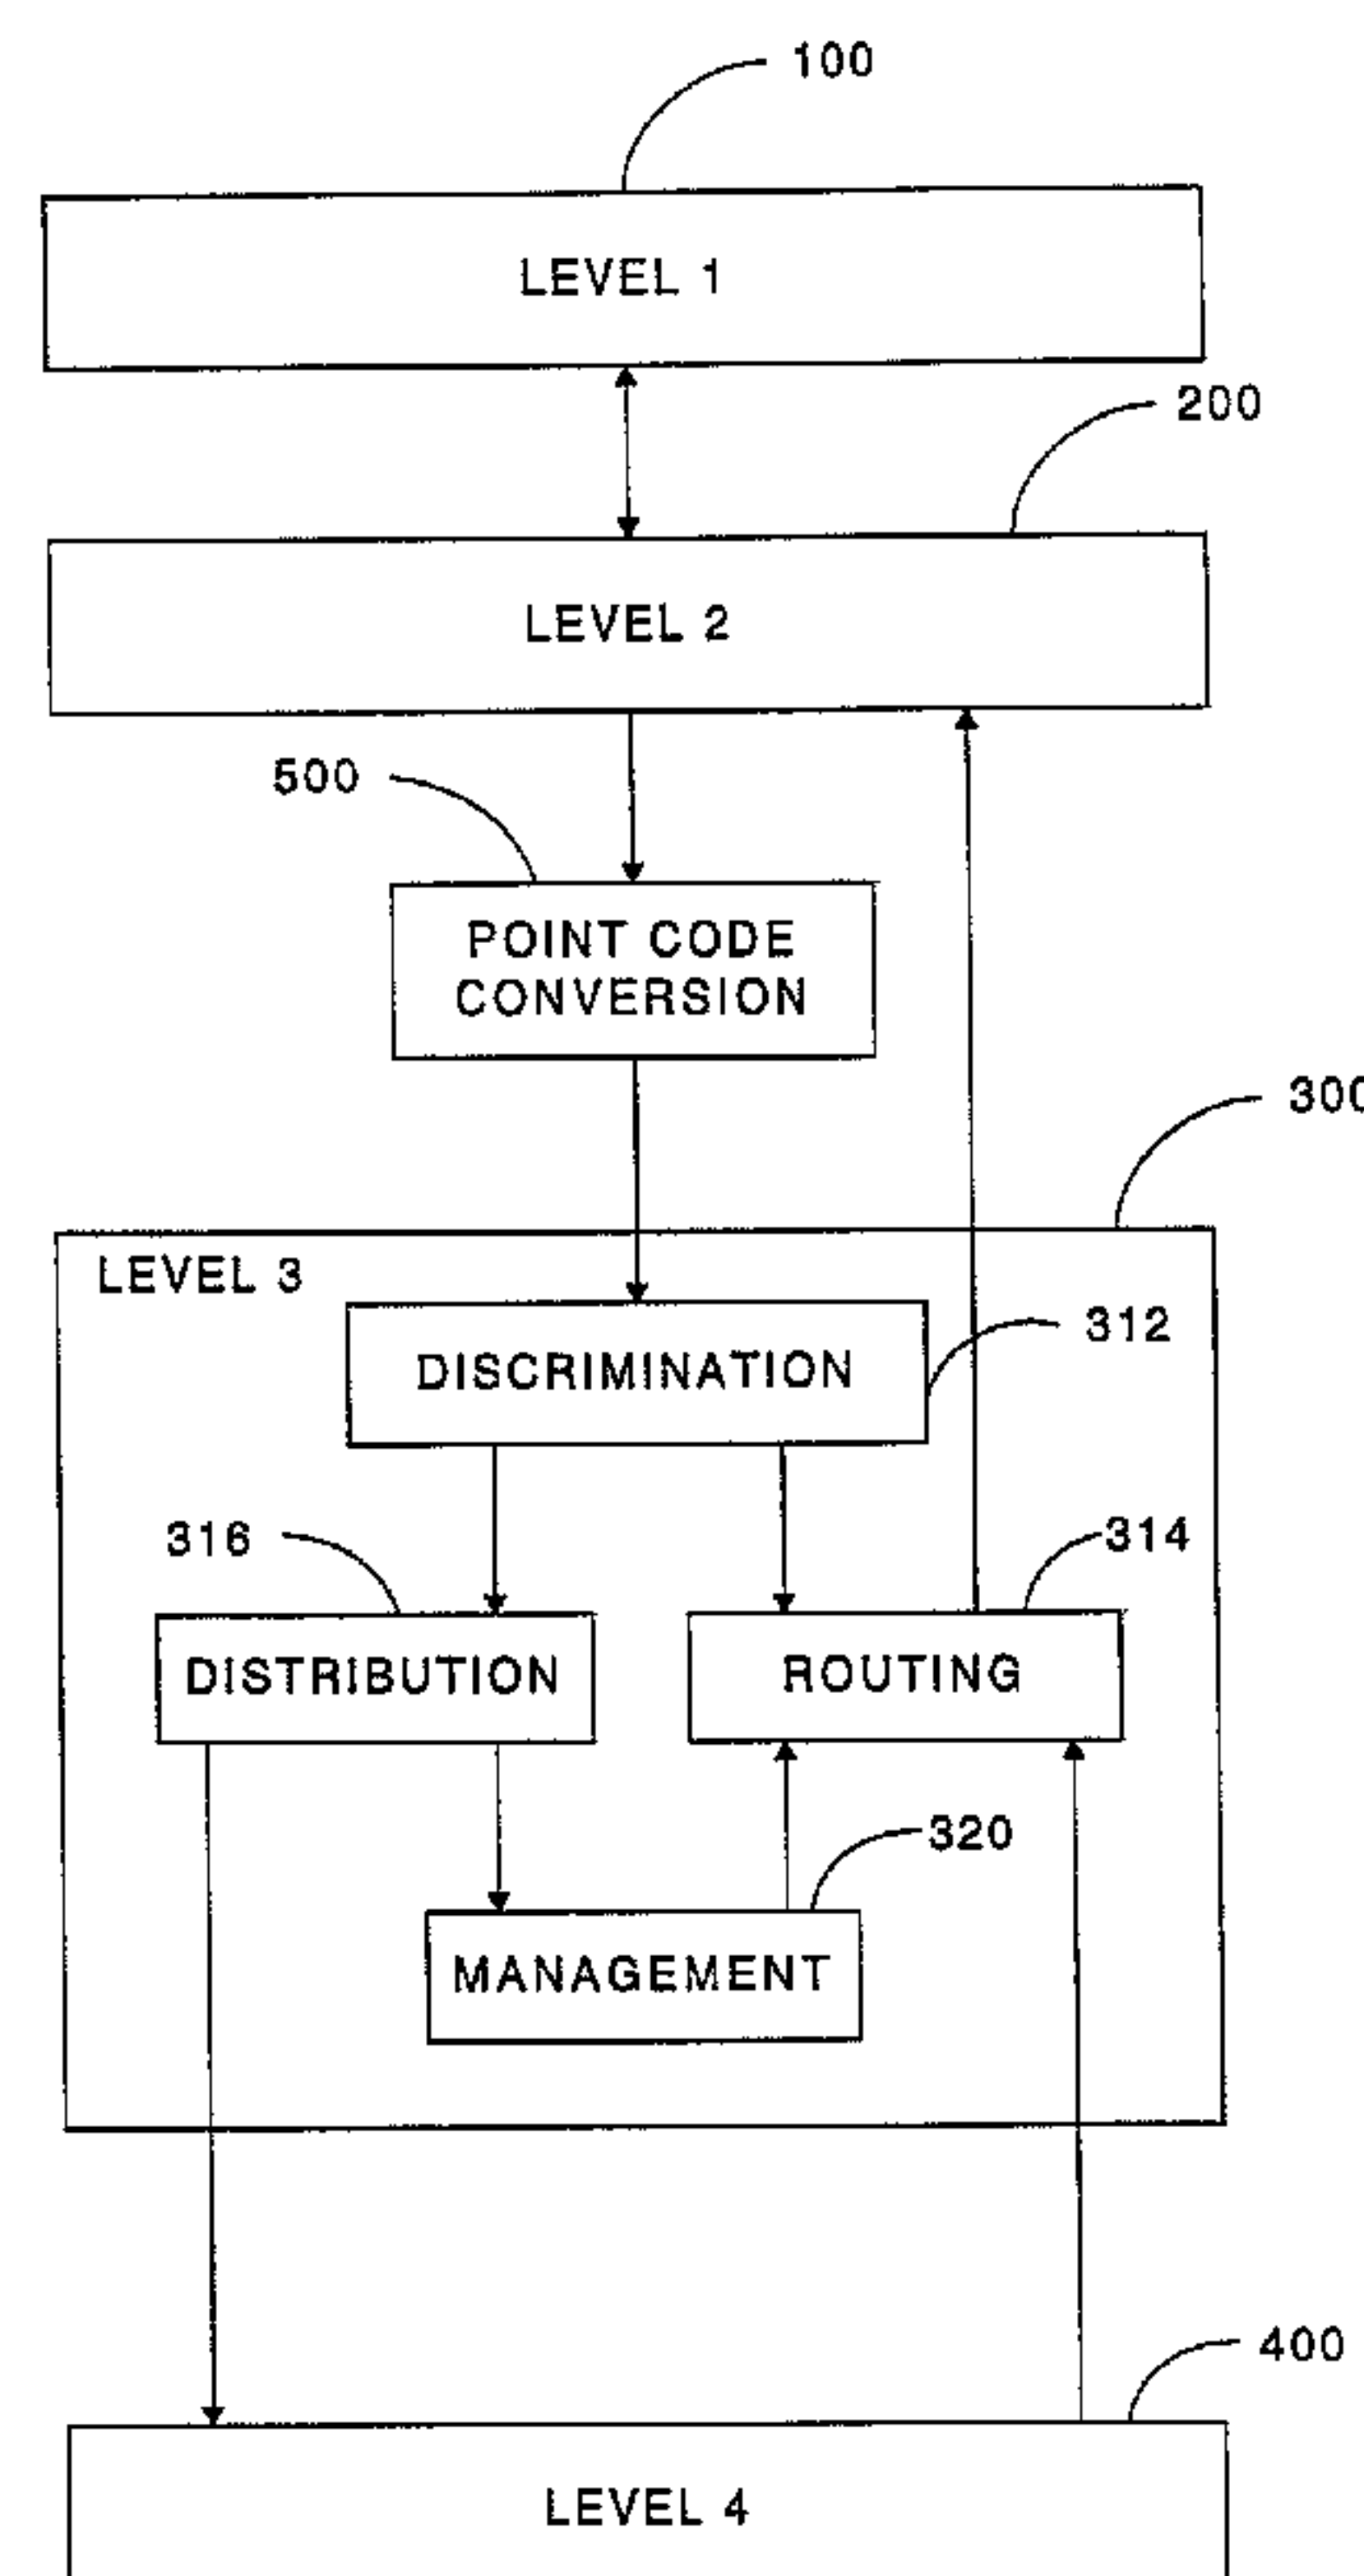 100
LEVEL 1
200
LEVEL 2
500
POINT CODE
CONVERSION
300
LEVEL 3
312
DISCRIMINATION
316
314
DISTRIBUTION
ROUTING
320
MANAGEMENT
400
LEVEL 4